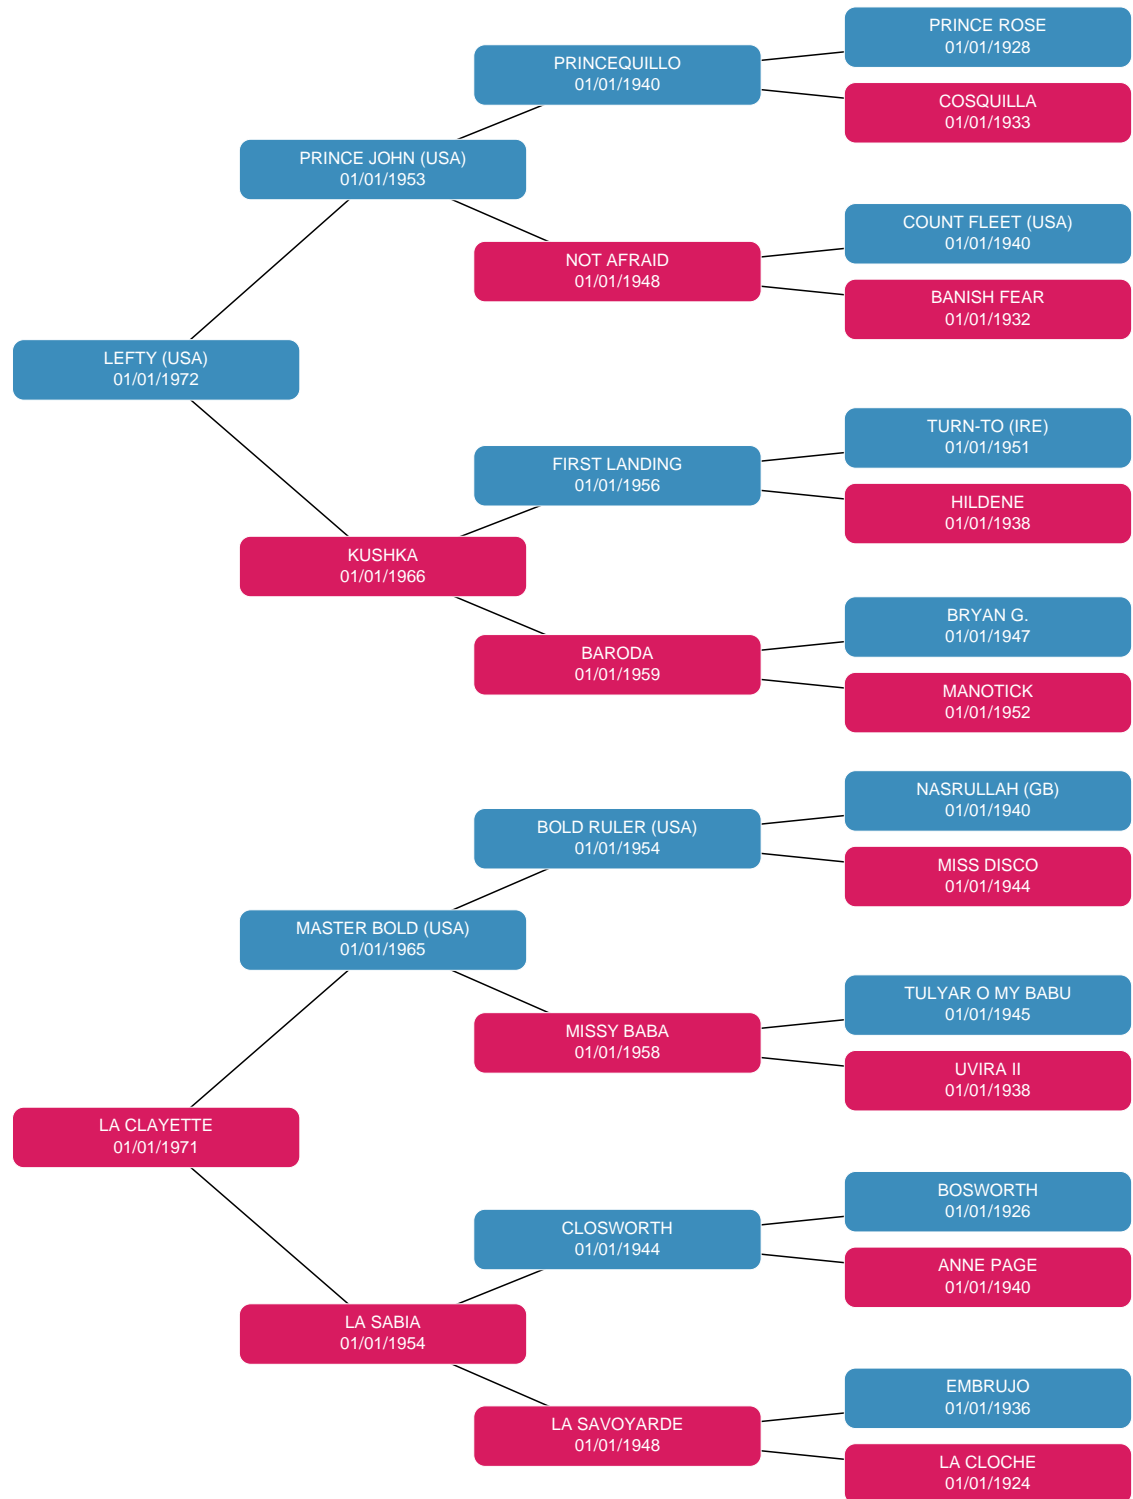 PRINCE ROSE
01/01/1928
PRINCEQUILLO
01/01/1940
COSQUILLA
01/01/1933
PRINCE JOHN (USA)
01/01/1953
COUNT FLEET (USA)
01/01/1940
NOT AFRAID
01/01/1948
BANISH FEAR
01/01/1932
LEFTY (USA)
01/01/1972
TURN-TO (IRE)
01/01/1951
FIRST LANDING
01/01/1956
HILDENE
01/01/1938
KUSHKA
01/01/1966
BRYAN G.
01/01/1947
BARODA
01/01/1959
MANOTICK
01/01/1952
NASRULLAH (GB)
01/01/1940
BOLD RULER (USA)
01/01/1954
MISS DISCO
01/01/1944
MASTER BOLD (USA)
01/01/1965
TULYAR O MY BABU
01/01/1945
MISSY BABA
01/01/1958
UVIRA II
01/01/1938
LA CLAYETTE
01/01/1971
BOSWORTH
01/01/1926
CLOSWORTH
01/01/1944
ANNE PAGE
01/01/1940
LA SABIA
01/01/1954
EMBRUJO
01/01/1936
LA SAVOYARDE
01/01/1948
LA CLOCHE
01/01/1924